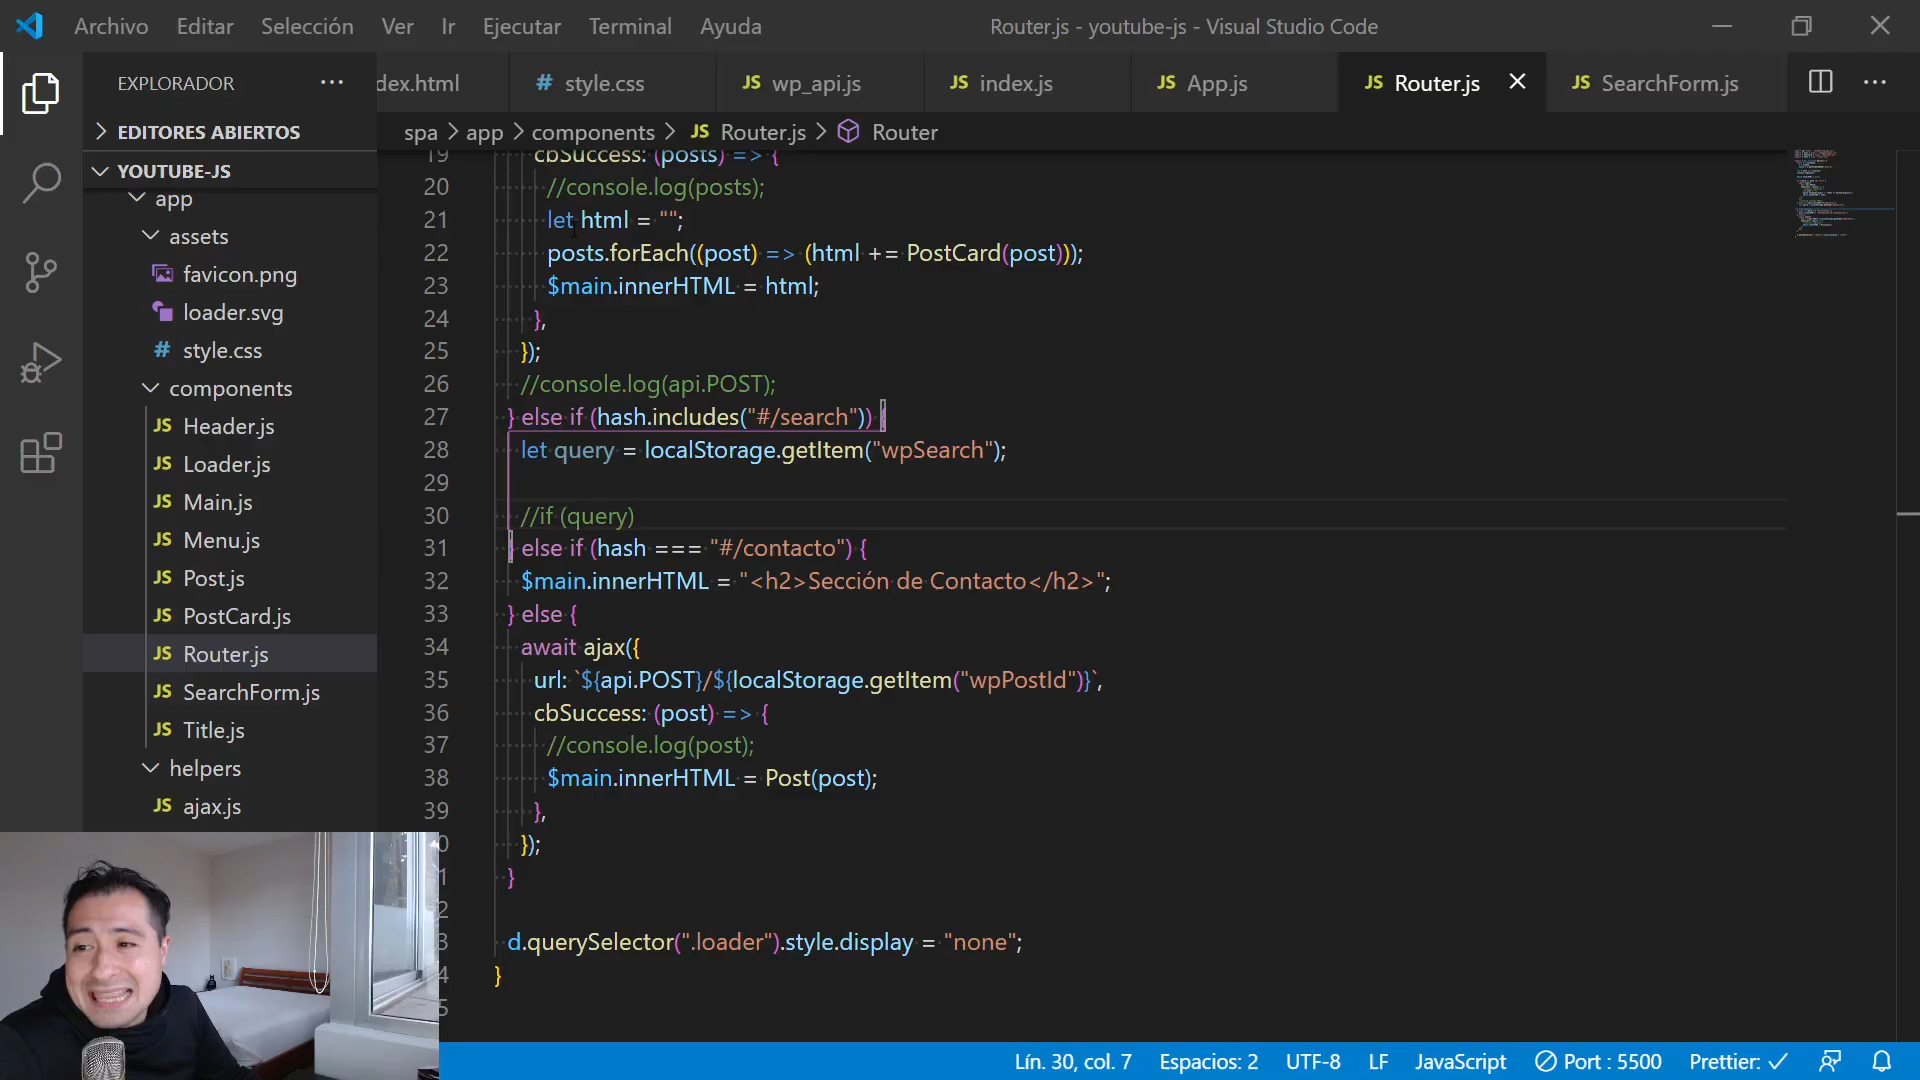 Archivo Editar Selección Ver Ir Ejecutar Terminal Ayuda Router.js - youtube-js - Visual Studio Code
EXPLORADOR
dex.html # style.css JS wp_api.js JS index.js JS App.js JS Router.js JS SearchForm.js
EDITORES ABIERTOS
spa > app > components > JS Router.js > Router
YOUTUBE-JS
app
assets
favicon.png
loader.svg
# style.css
components
JS Header.js
JS Loader.js
JS Main.js
JS Menu.js
JS Post.js
JS PostCard.js
JS Router.js
JS SearchForm.js
JS Title.js
helpers
JS ajax.js
19 cbSuccess: (posts) => {
20 //console.log(posts);
21 let html = "";
22 posts.forEach((post) => (html += PostCard(post)));
23 $main.innerHTML = html;
24 },
25 });
26 //console.log(api.POST);
27 } else if (hash.includes("#/search")) {
28 let query = localStorage.getItem("wpSearch");
29
30 //if (query)
31 } else if (hash === "#/contacto") {
32 $main.innerHTML = "<h2>Sección de Contacto</h2>";
33 } else {
34 await ajax({
35 url: `${api.POST}/${localStorage.getItem("wpPostId")}`,
36 cbSuccess: (post) => {
37 //console.log(post);
38 $main.innerHTML = Post(post);
39 },
0 });
1 }
2
3 d.querySelector(".loader").style.display = "none";
4 }
5
Lín. 30, col. 7 Espacios: 2 UTF-8 LF JavaScript Port : 5500 Prettier: ✓